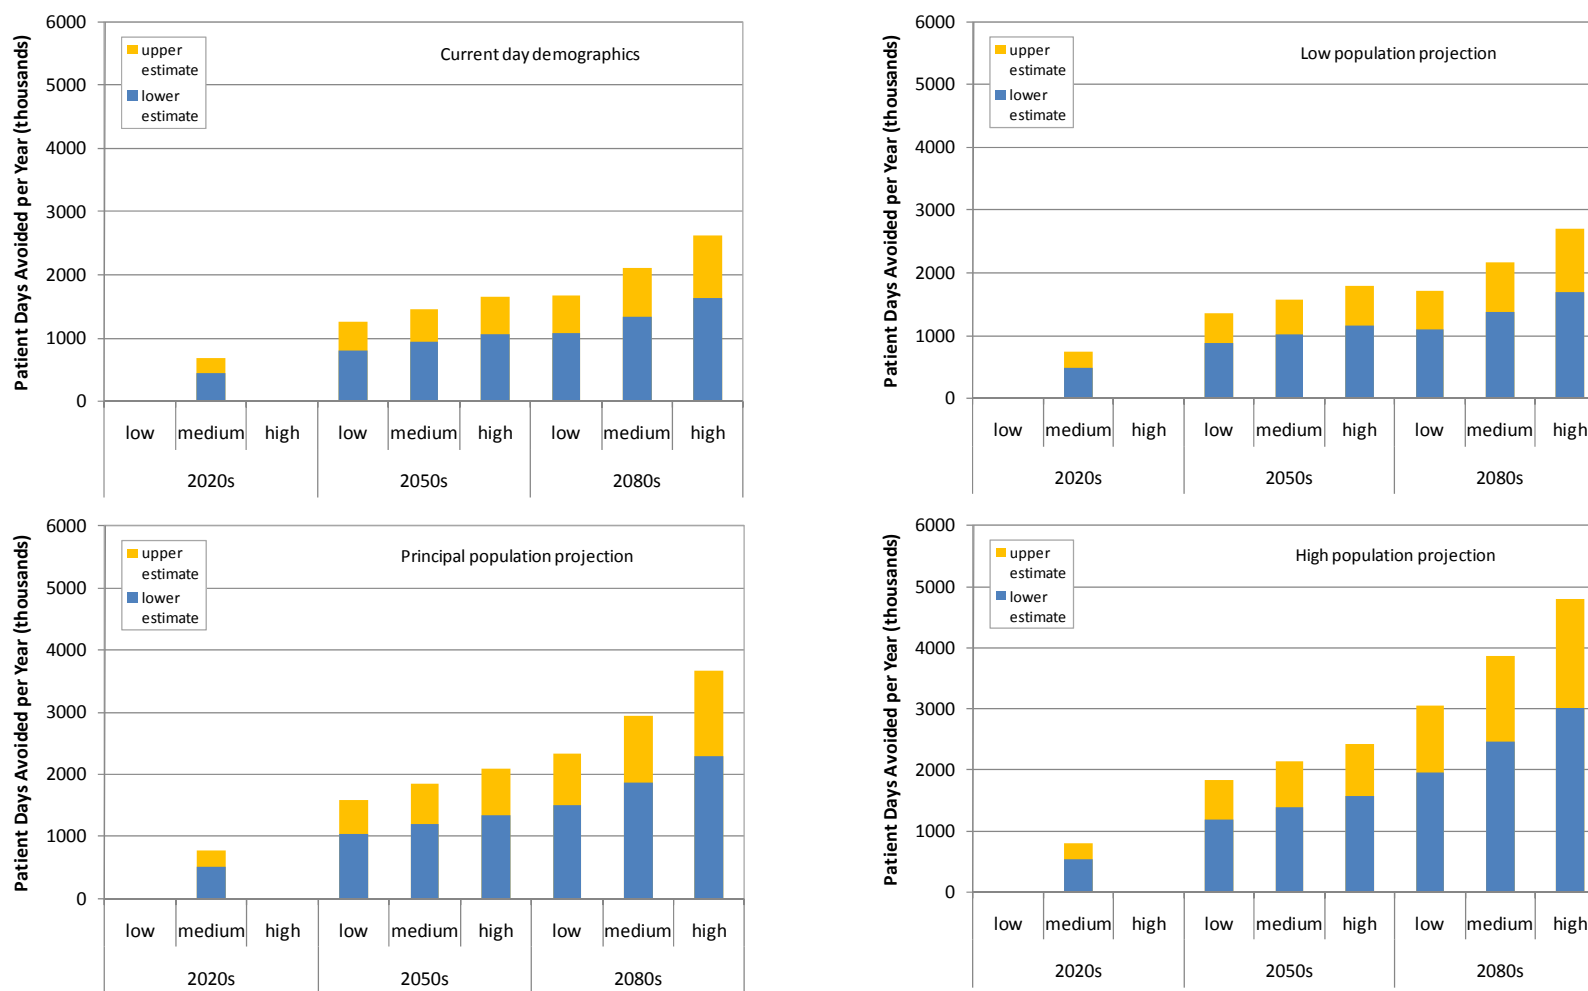 Current day demographics
upper
estimate
lower
estimate
Patient Days Avoided per Year (thousands)
6000
5000
4000
3000
2000
1000
0
low medium high low medium high low medium high
2020s 2050s 2080s
Low population projection
upper
estimate
lower
estimate
Patient Days Avoided per Year (thousands)
6000
5000
4000
3000
2000
1000
0
low medium high low medium high low medium high
2020s 2050s 2080s
Principal population projection
upper
estimate
lower
estimate
Patient Days Avoided per Year (thousands)
6000
5000
4000
3000
2000
1000
0
low medium high low medium high low medium high
2020s 2050s 2080s
High population projection
upper
estimate
lower
estimate
Patient Days Avoided per Year (thousands)
6000
5000
4000
3000
2000
1000
0
low medium high low medium high low medium high
2020s 2050s 2080s